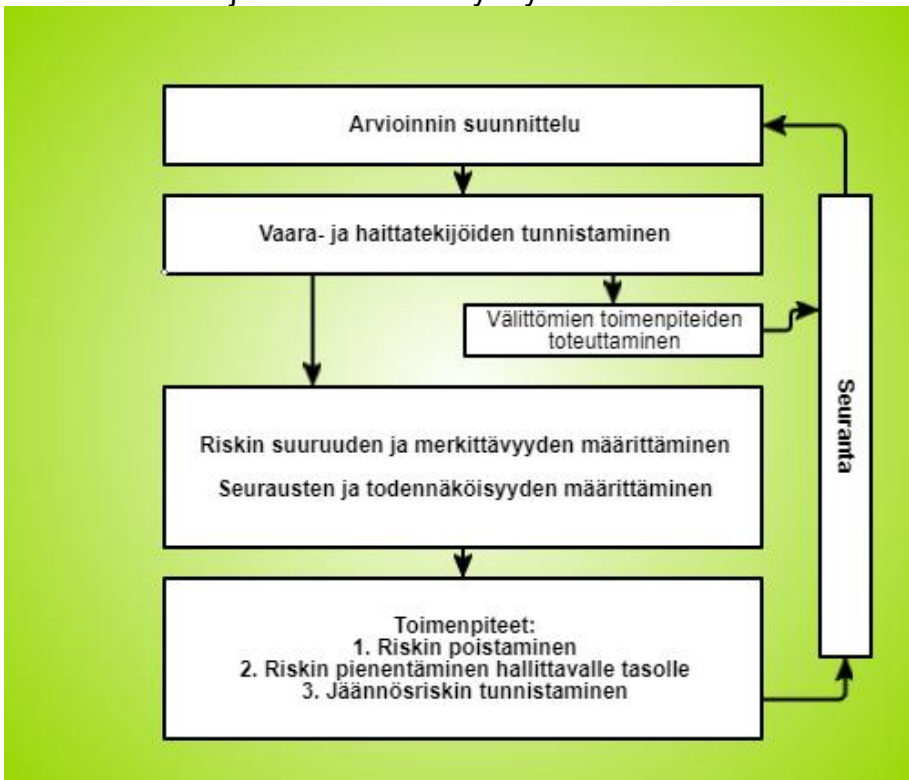 Arvioinnin suunnittelu
Vaara- ja haittatekijöiden tunnistaminen
Välittömien toimenpiteiden
toteuttaminen
Riskin suuruuden ja merkittävyyden määrittäminen
Seurausten ja todennäköisyyden määrittäminen
Toimenpiteet:
1. Riskin poistaminen
2. Riskin pienentäminen hallittavalle tasolle
3. Jäännösriskin tunnistaminen
Seuranta